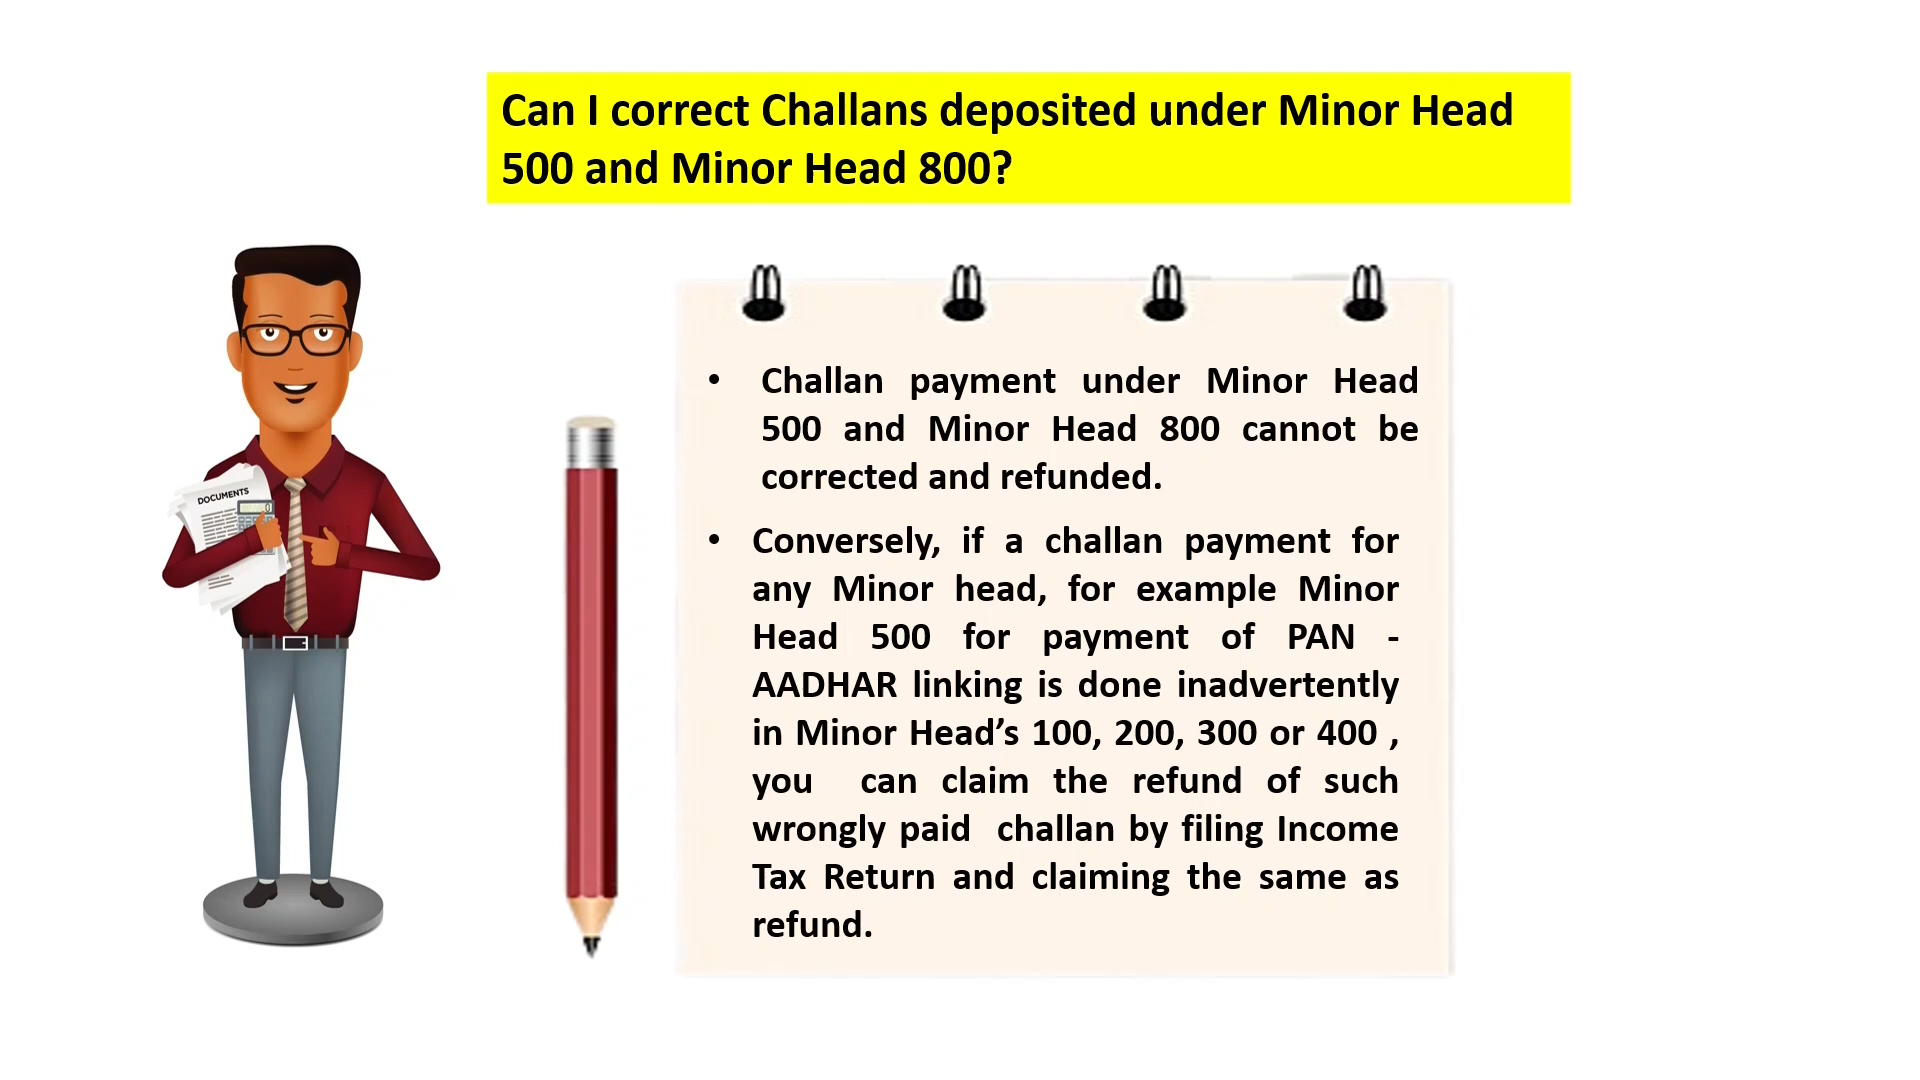 Can I correct Challans deposited under Minor Head
500 and Minor Head 800?
DOCUMENTS
• Challan payment under Minor Head
500 and Minor Head 800 cannot be
corrected and refunded.
• Conversely, if a challan payment for
any Minor head, for example Minor
Head 500 for payment of PAN -
AADHAR linking is done inadvertently
in Minor Head’s 100, 200, 300 or 400 ,
you can claim the refund of such
wrongly paid challan by filing Income
Tax Return and claiming the same as
refund.